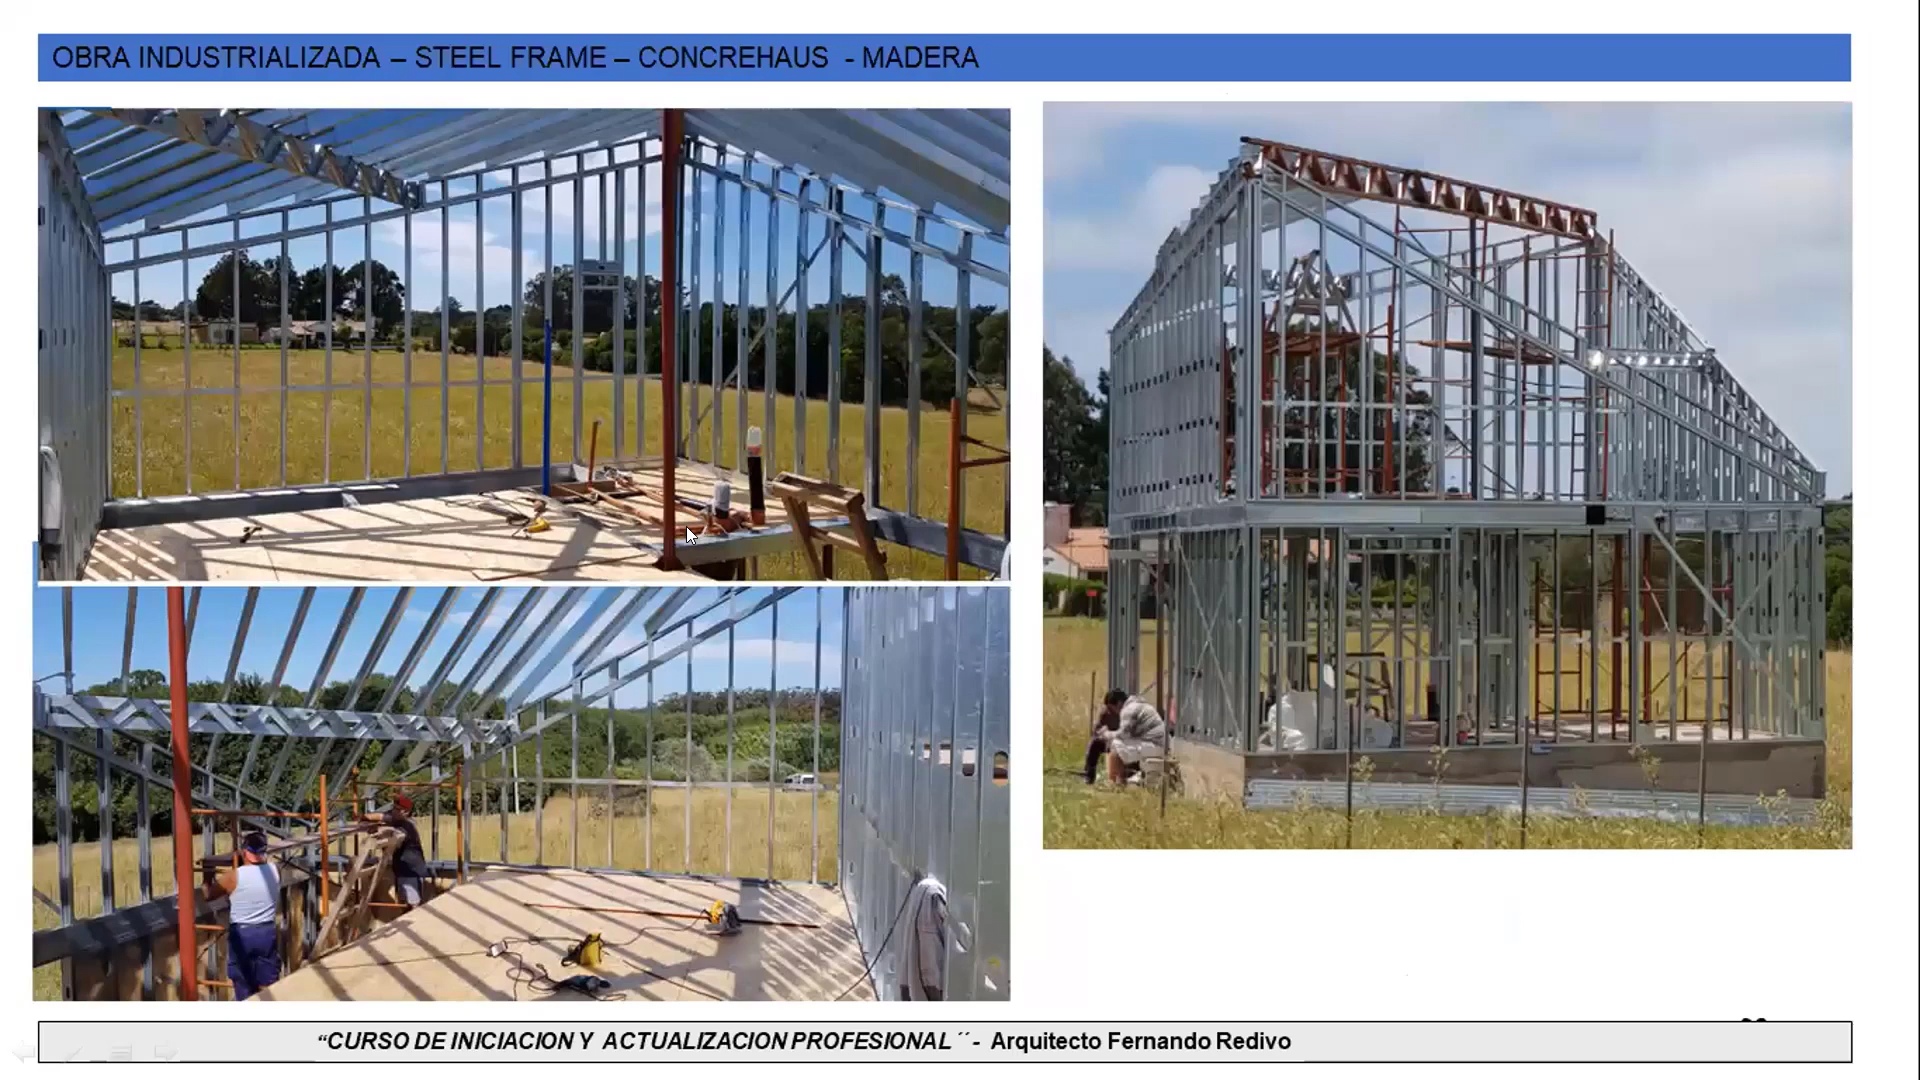 OBRA INDUSTRIALIZADA – STEEL FRAME – CONCREHAUS - MADERA
“CURSO DE INICIACION Y ACTUALIZACION PROFESIONAL ´´ - Arquitecto Fernando Redivo